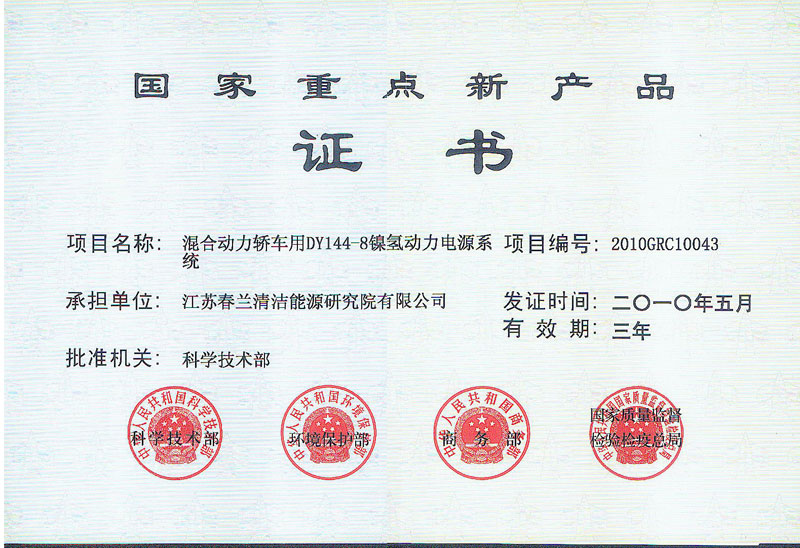 国家重点新产品
证书
项目名称: 混合动力轿车用DY144-8镍氢动力电源系统
项目编号: 2010GRC10043
承担单位: 江苏春兰清洁能源研究院有限公司
发证时间: 二〇一〇年五月
有效期: 三年
批准机关: 科学技术部
中华人民共和国科学技术部
科学技术部
中华人民共和国环境保护部
环境保护部
中华人民共和国商务部
商务部
国家质量监督
检验检疫总局